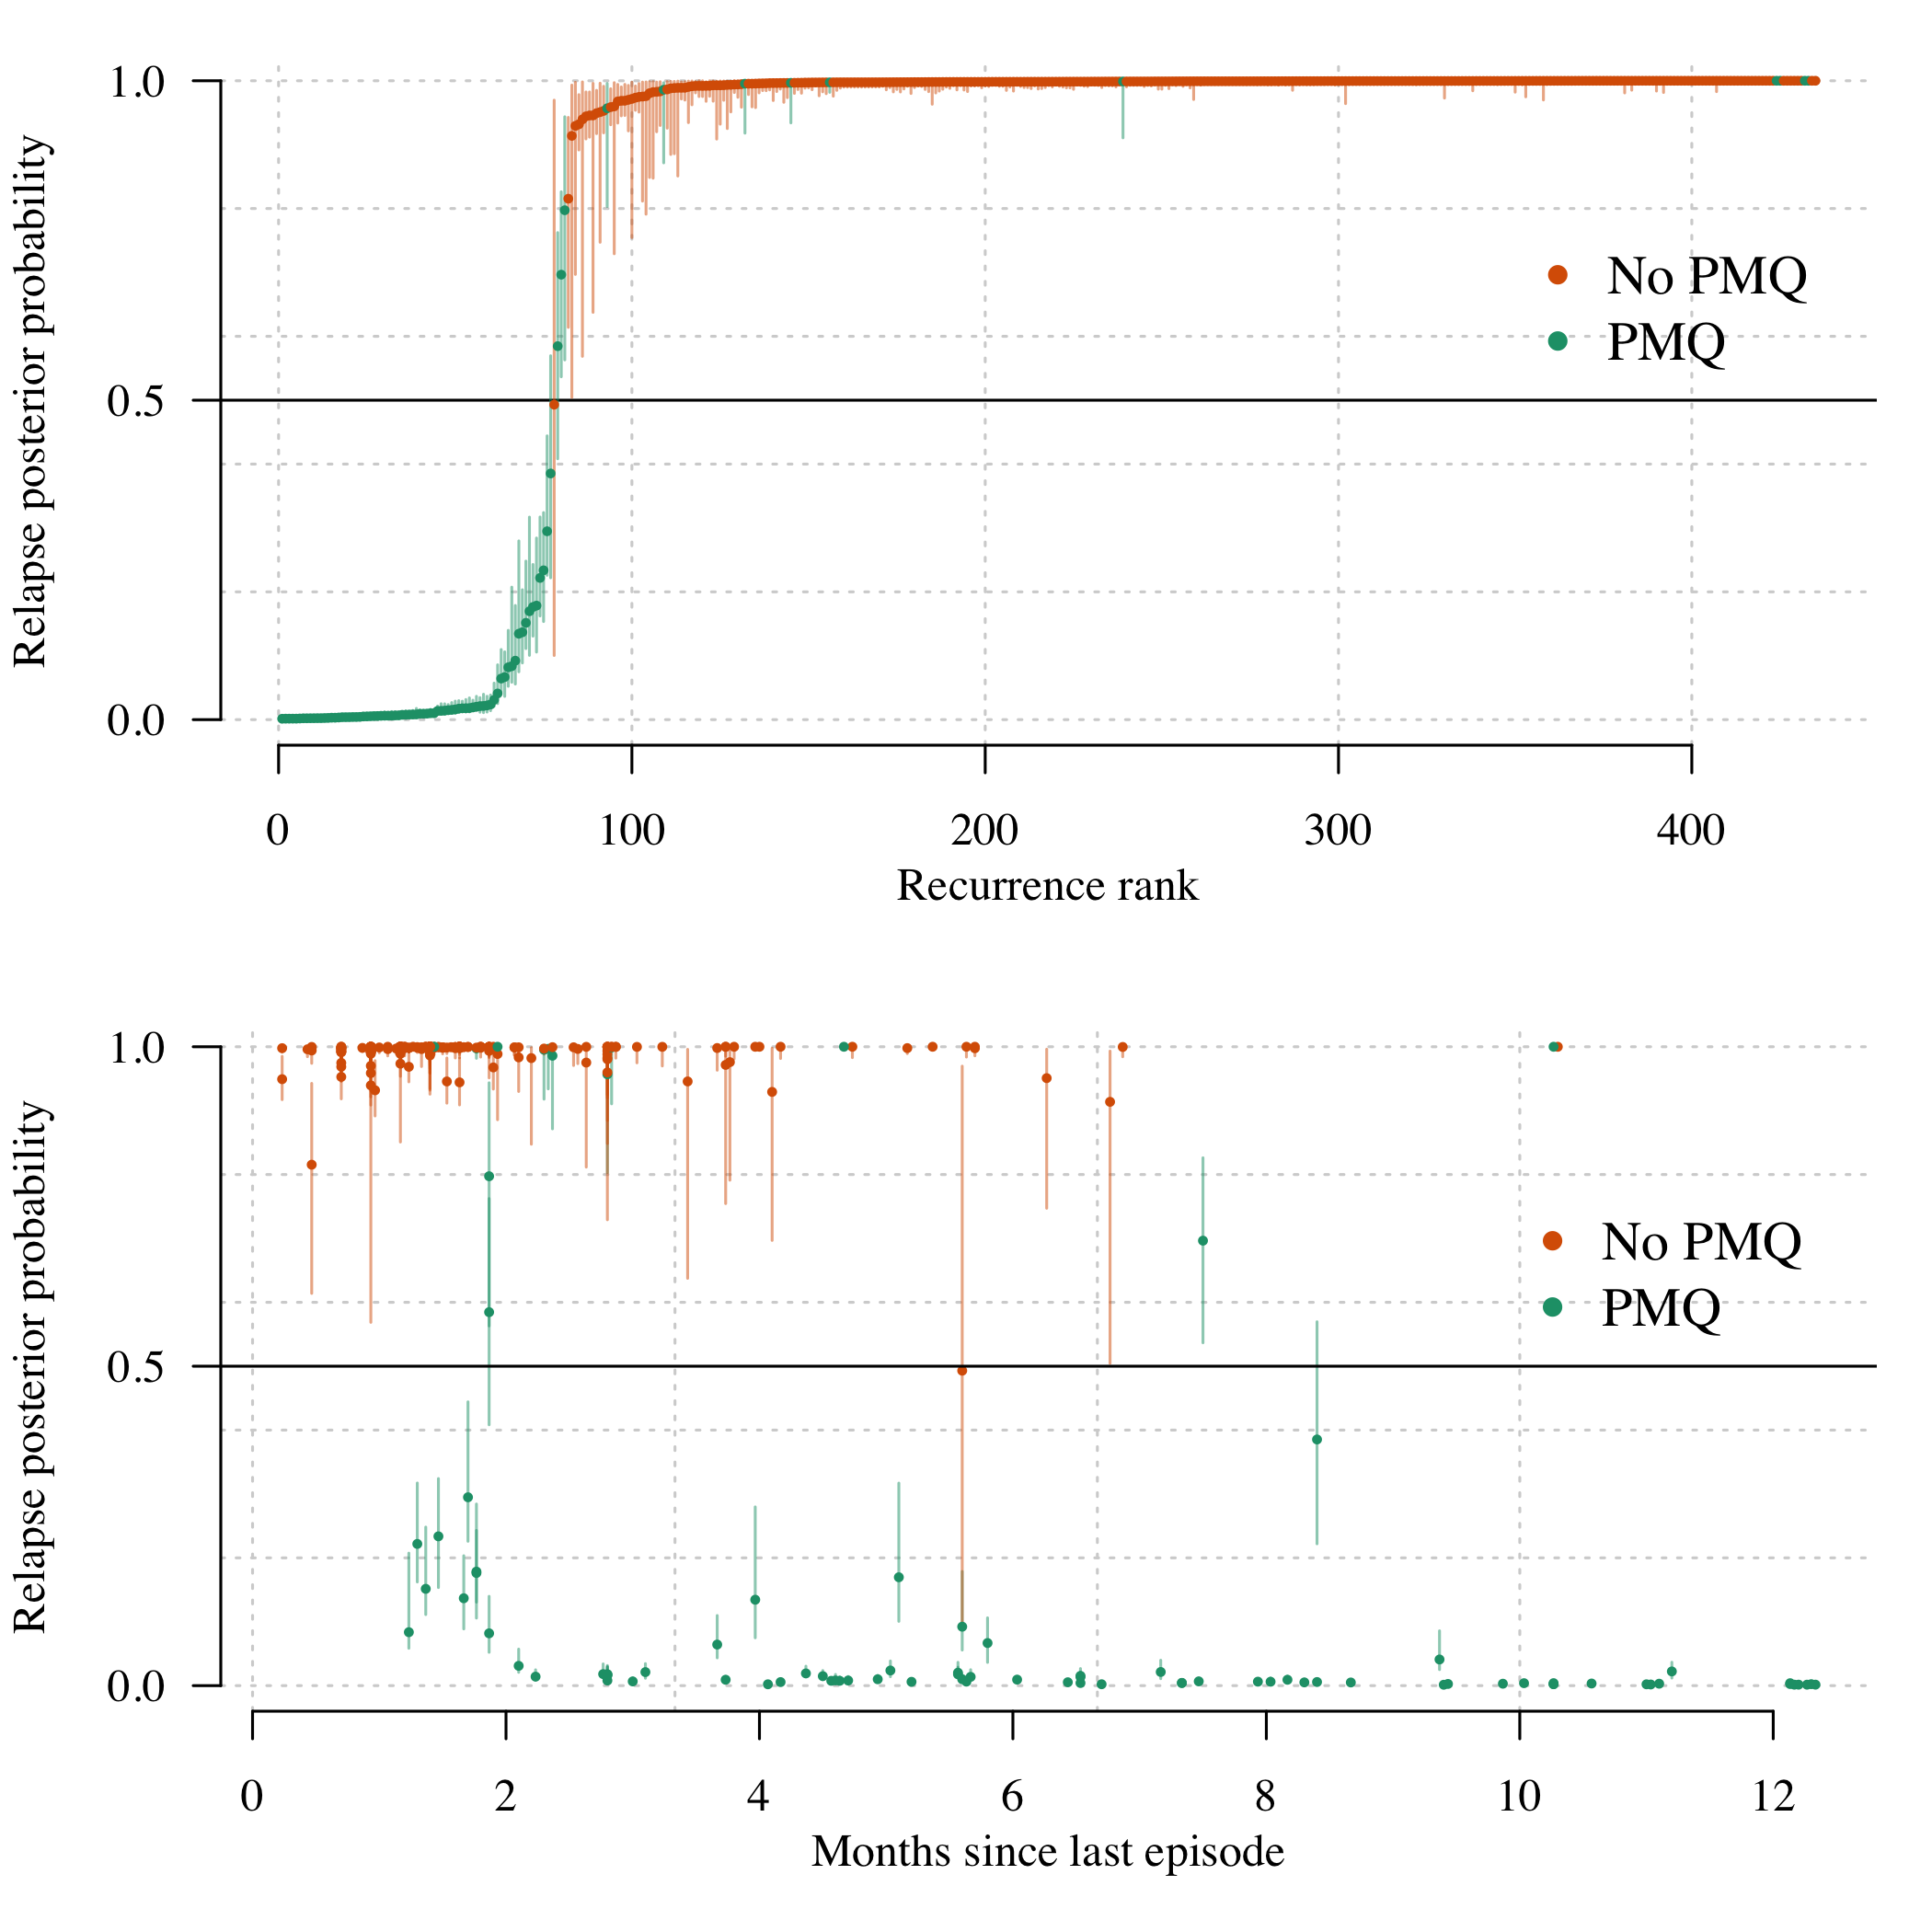 Relapse posterior probability
1.0
0.5
0.0
No PMQ
PMQ
0 100 200 300 400
Recurrence rank
Relapse posterior probability
1.0
0.5
0.0
No PMQ
PMQ
0 2 4 6 8 10 12
Months since last episode